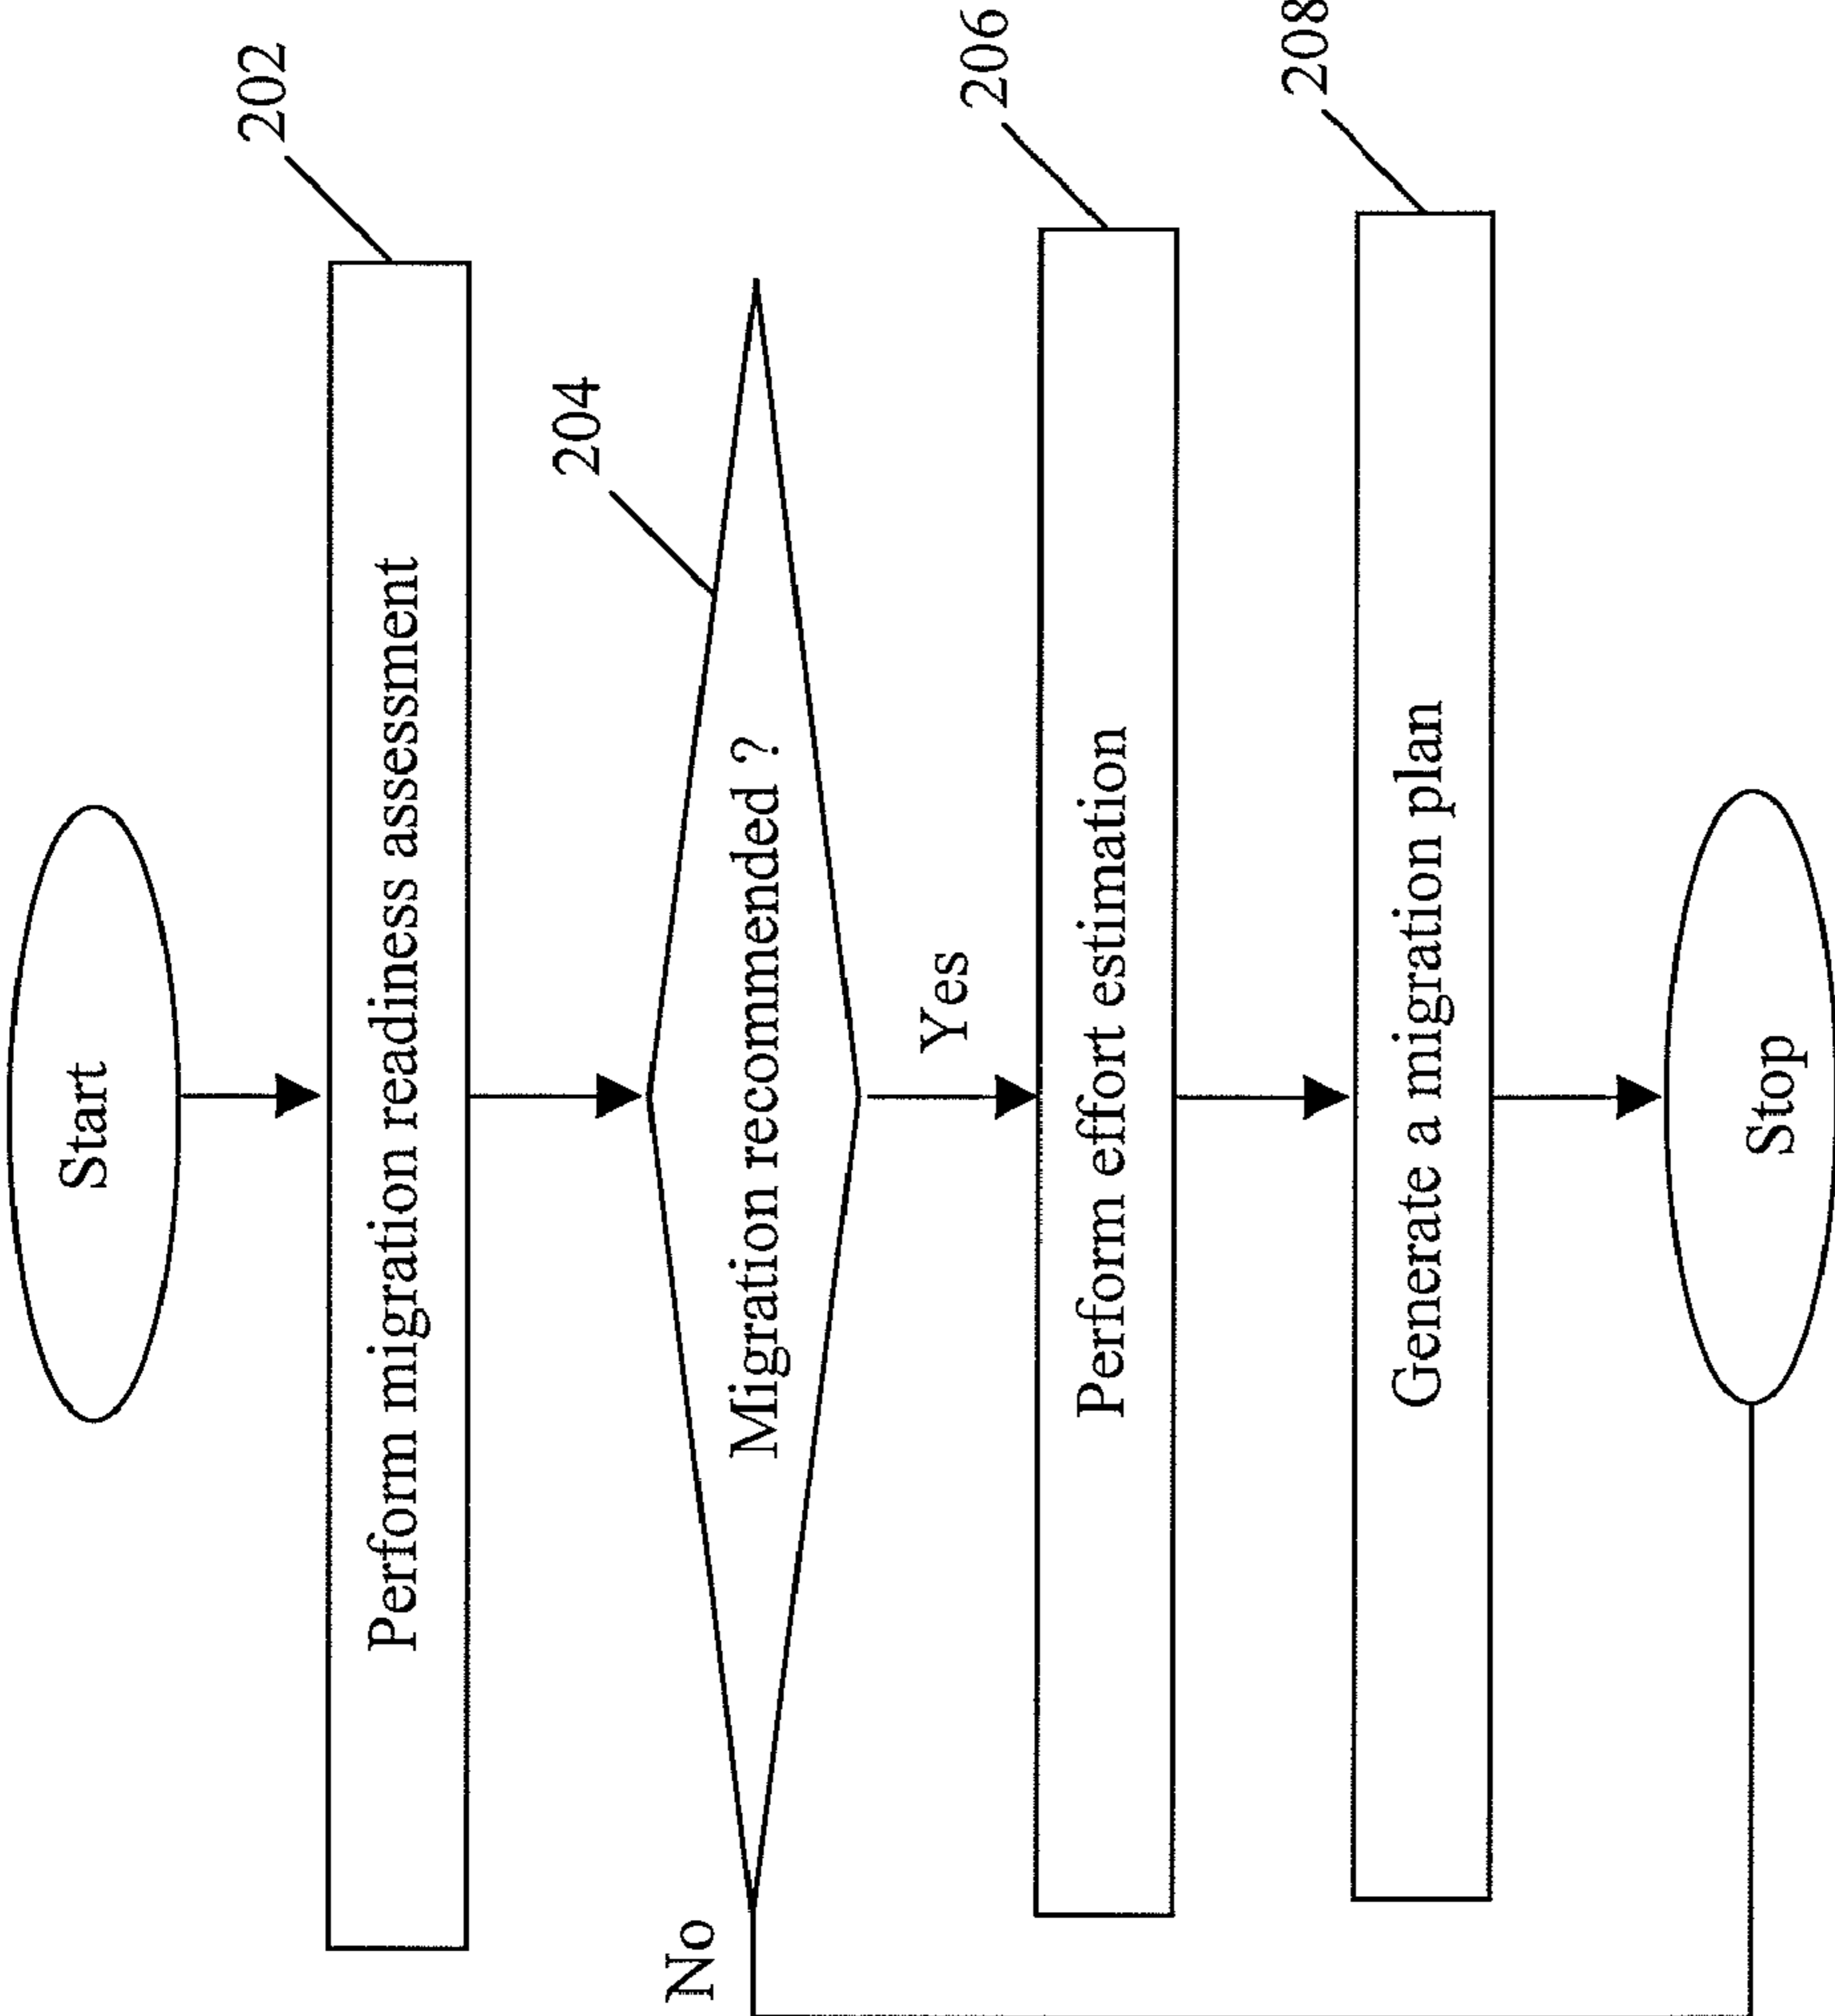 Start
202
Perform migration readiness assessment
204
Migration recommended ?
No
Yes
206
Perform effort estimation
208
Generate a migration plan
Stop